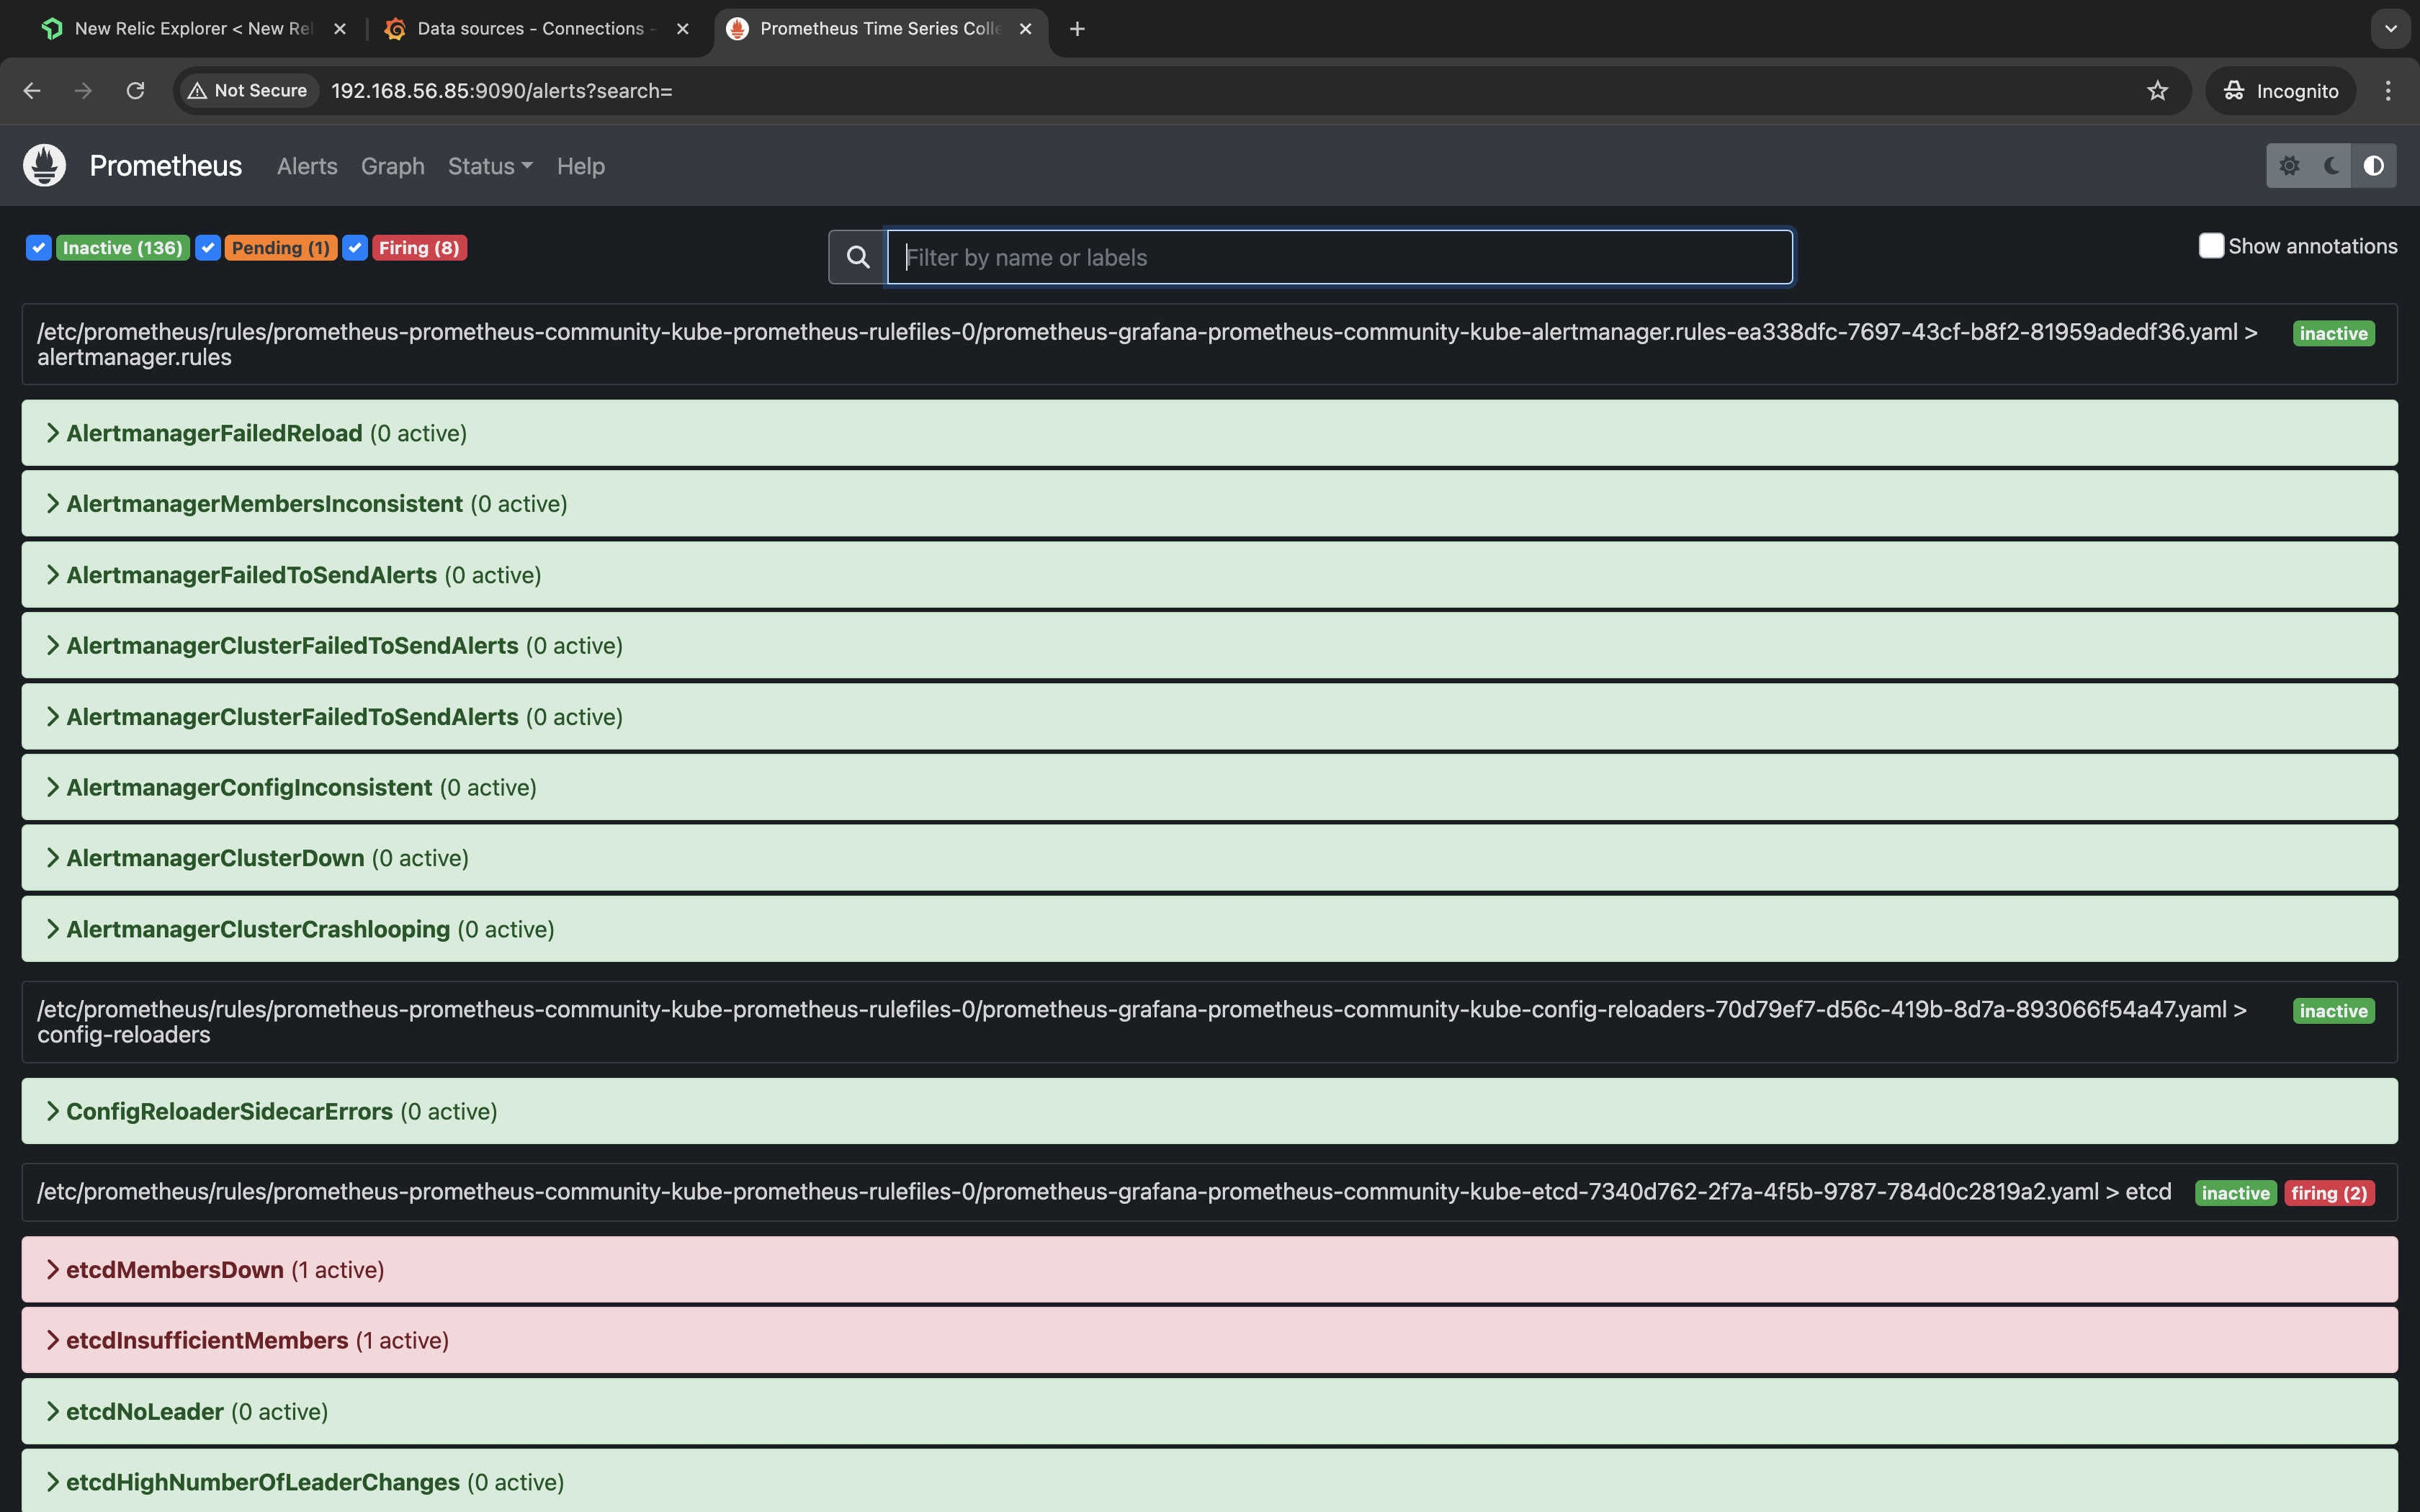 New Relic Explorer < New Rel
Data sources - Connections -
Prometheus Time Series Colle
Not Secure
192.168.56.85:9090/alerts?search=
Incognito
Prometheus
Alerts
Graph
Status
Help
Inactive (136)
Pending (1)
Firing (8)
Filter by name or labels
Show annotations
/etc/prometheus/rules/prometheus-prometheus-community-kube-prometheus-rulefiles-0/prometheus-grafana-prometheus-community-kube-alertmanager.rules-ea338dfc-7697-43cf-b8f2-81959adedf36.yaml >
alertmanager.rules
inactive
AlertmanagerFailedReload (0 active)
AlertmanagerMembersInconsistent (0 active)
AlertmanagerFailedToSendAlerts (0 active)
AlertmanagerClusterFailedToSendAlerts (0 active)
AlertmanagerClusterFailedToSendAlerts (0 active)
AlertmanagerConfigInconsistent (0 active)
AlertmanagerClusterDown (0 active)
AlertmanagerClusterCrashlooping (0 active)
/etc/prometheus/rules/prometheus-prometheus-community-kube-prometheus-rulefiles-0/prometheus-grafana-prometheus-community-kube-config-reloaders-70d79ef7-d56c-419b-8d7a-893066f54a47.yaml >
config-reloaders
inactive
ConfigReloaderSidecarErrors (0 active)
/etc/prometheus/rules/prometheus-prometheus-community-kube-prometheus-rulefiles-0/prometheus-grafana-prometheus-community-kube-etcd-7340d762-2f7a-4f5b-9787-784d0c2819a2.yaml > etcd
inactive
firing (2)
etcdMembersDown (1 active)
etcdInsufficientMembers (1 active)
etcdNoLeader (0 active)
etcdHighNumberOfLeaderChanges (0 active)